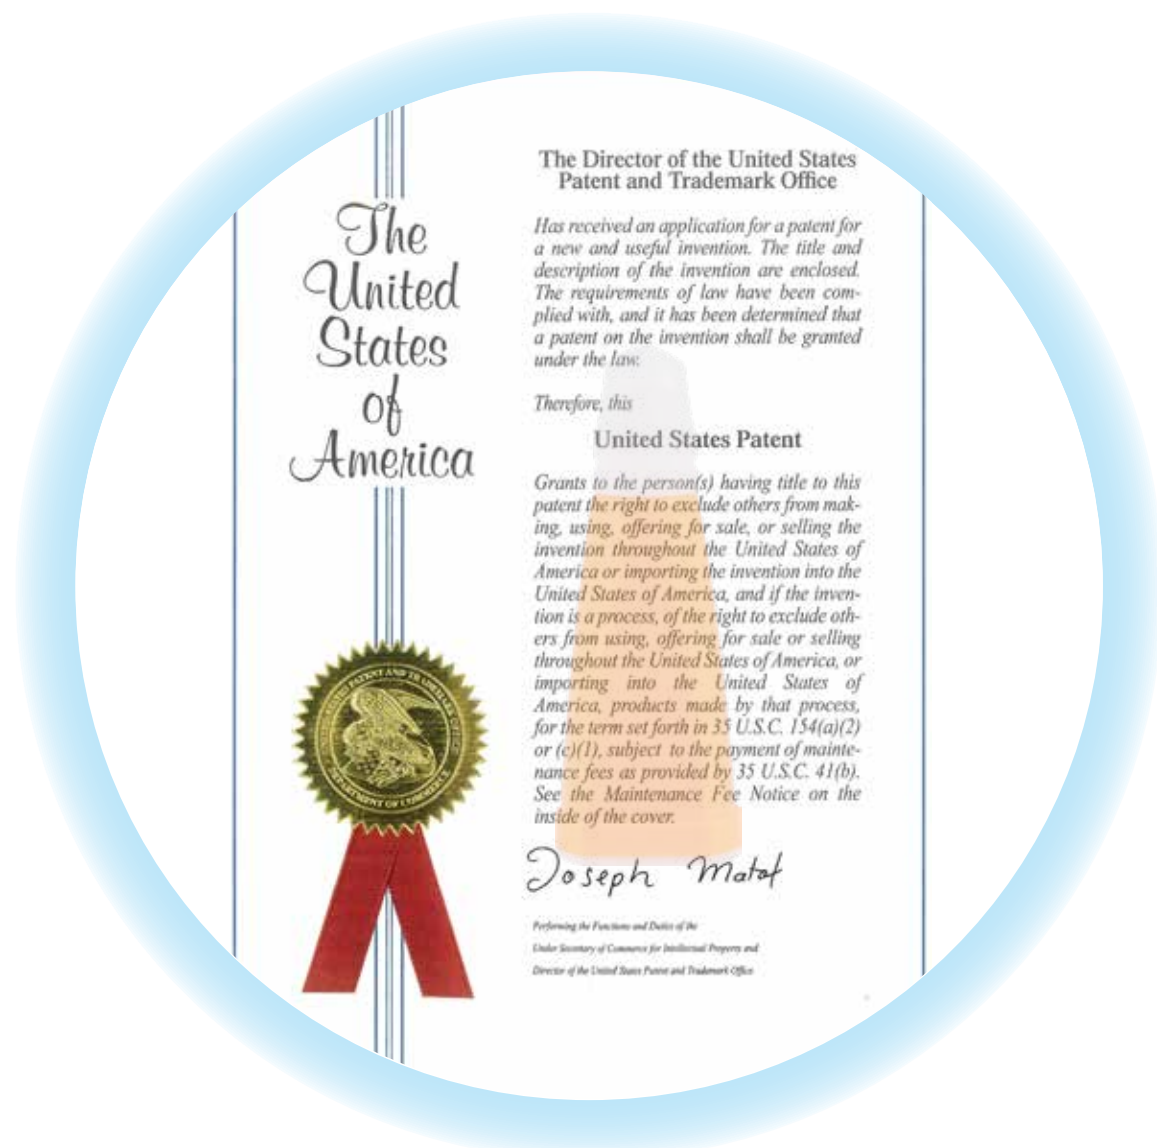 The
United
States
of
America
The Director of the United States
Patent and Trademark Office
Has received an application for a patent for
a new and useful invention. The title and
description of the invention are enclosed.
The requirements of law have been com-
plied with, and it has been determined that
a patent on the invention shall be granted
under the law.
Therefore, this
United States Patent
Grants to the person(s) having title to this
patent the right to exclude others from mak-
ing, using, offering for sale, or selling the
invention throughout the United States of
America or importing the invention into the
United States of America, and if the inven-
tion is a process, of the right to exclude oth-
ers from using, offering for sale or selling
throughout the United States of America, or
importing into the United States of
America, products made by that process,
for the term set forth in 35 U.S.C. 154(a)(2)
or (c)(1), subject to the payment of mainte-
nance fees as provided by 35 U.S.C. 41(b).
See the Maintenance Fee Notice on the
inside of the cover.
Joseph Matal
Performing the Functions and Duties of the
Under Secretary of Commerce for Intellectual Property and
Director of the United States Patent and Trademark Office
PATENT AND TRADEMARK OFFICE
DEPARTMENT OF COMMERCE